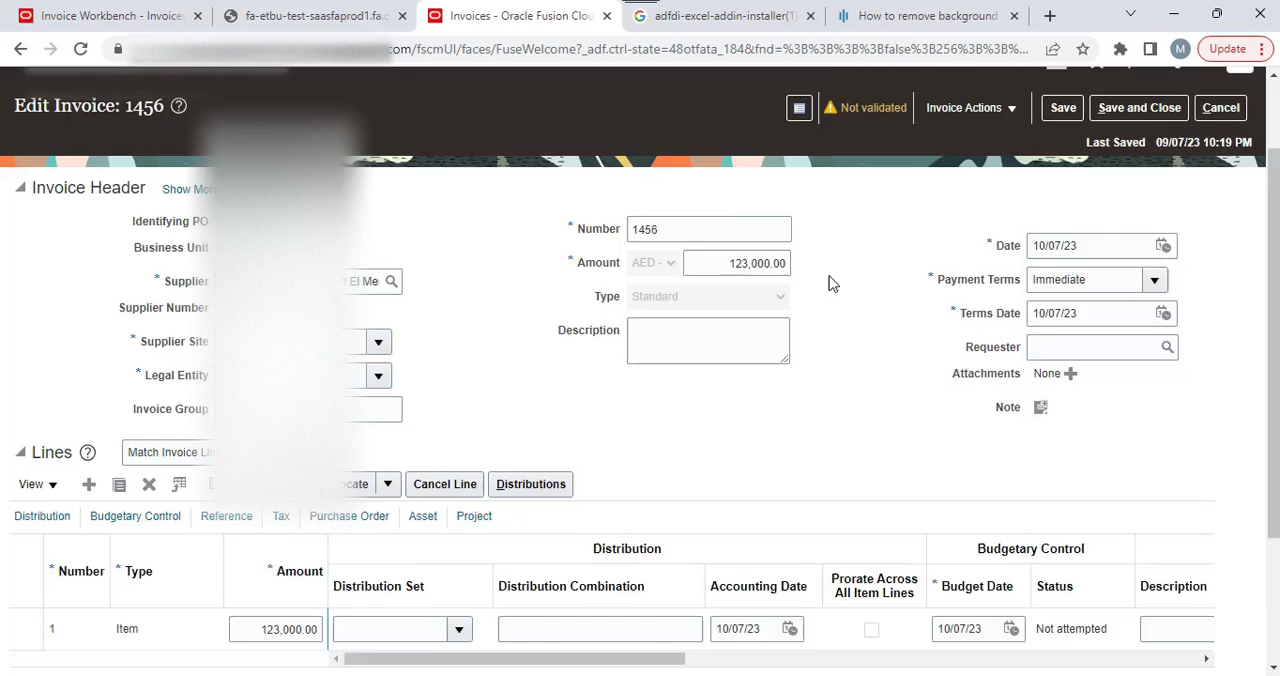 Invoice Workbench - Invoices
fa-etbu-test-saasfaprod1.fa.c
Invoices - Oracle Fusion Clou
adfdi-excel-addin-installer(1)
How to remove background
.com/fscmUI/faces/FuseWelcome?_adf.ctrl-state=48otfata_184&fnd=%3B%3B%3B%3Bfalse%3B256%3B%3B%...
M
Update
Edit Invoice: 1456
Not validated
Invoice Actions
Save
Save and Close
Cancel
Last Saved 09/07/23 10:19 PM
Invoice Header
Show Mor
Identifying PO
Business Unit
* Supplier
El Me
Supplier Number
* Supplier Site
* Legal Entity
Invoice Group
* Number 1456
* Amount AED - 123,000.00
Type Standard
Description
* Date 10/07/23
* Payment Terms Immediate
* Terms Date 10/07/23
Requester
Attachments None
Note
Lines
Match Invoice Lin
View
ocate
Cancel Line
Distributions
Distribution Budgetary Control Reference Tax Purchase Order Asset Project
Distribution Budgetary Control
* Number * Type * Amount Distribution Set Distribution Combination Accounting Date Prorate Across All Item Lines * Budget Date Status Description
1 Item 123,000.00 10/07/23 10/07/23 Not attempted